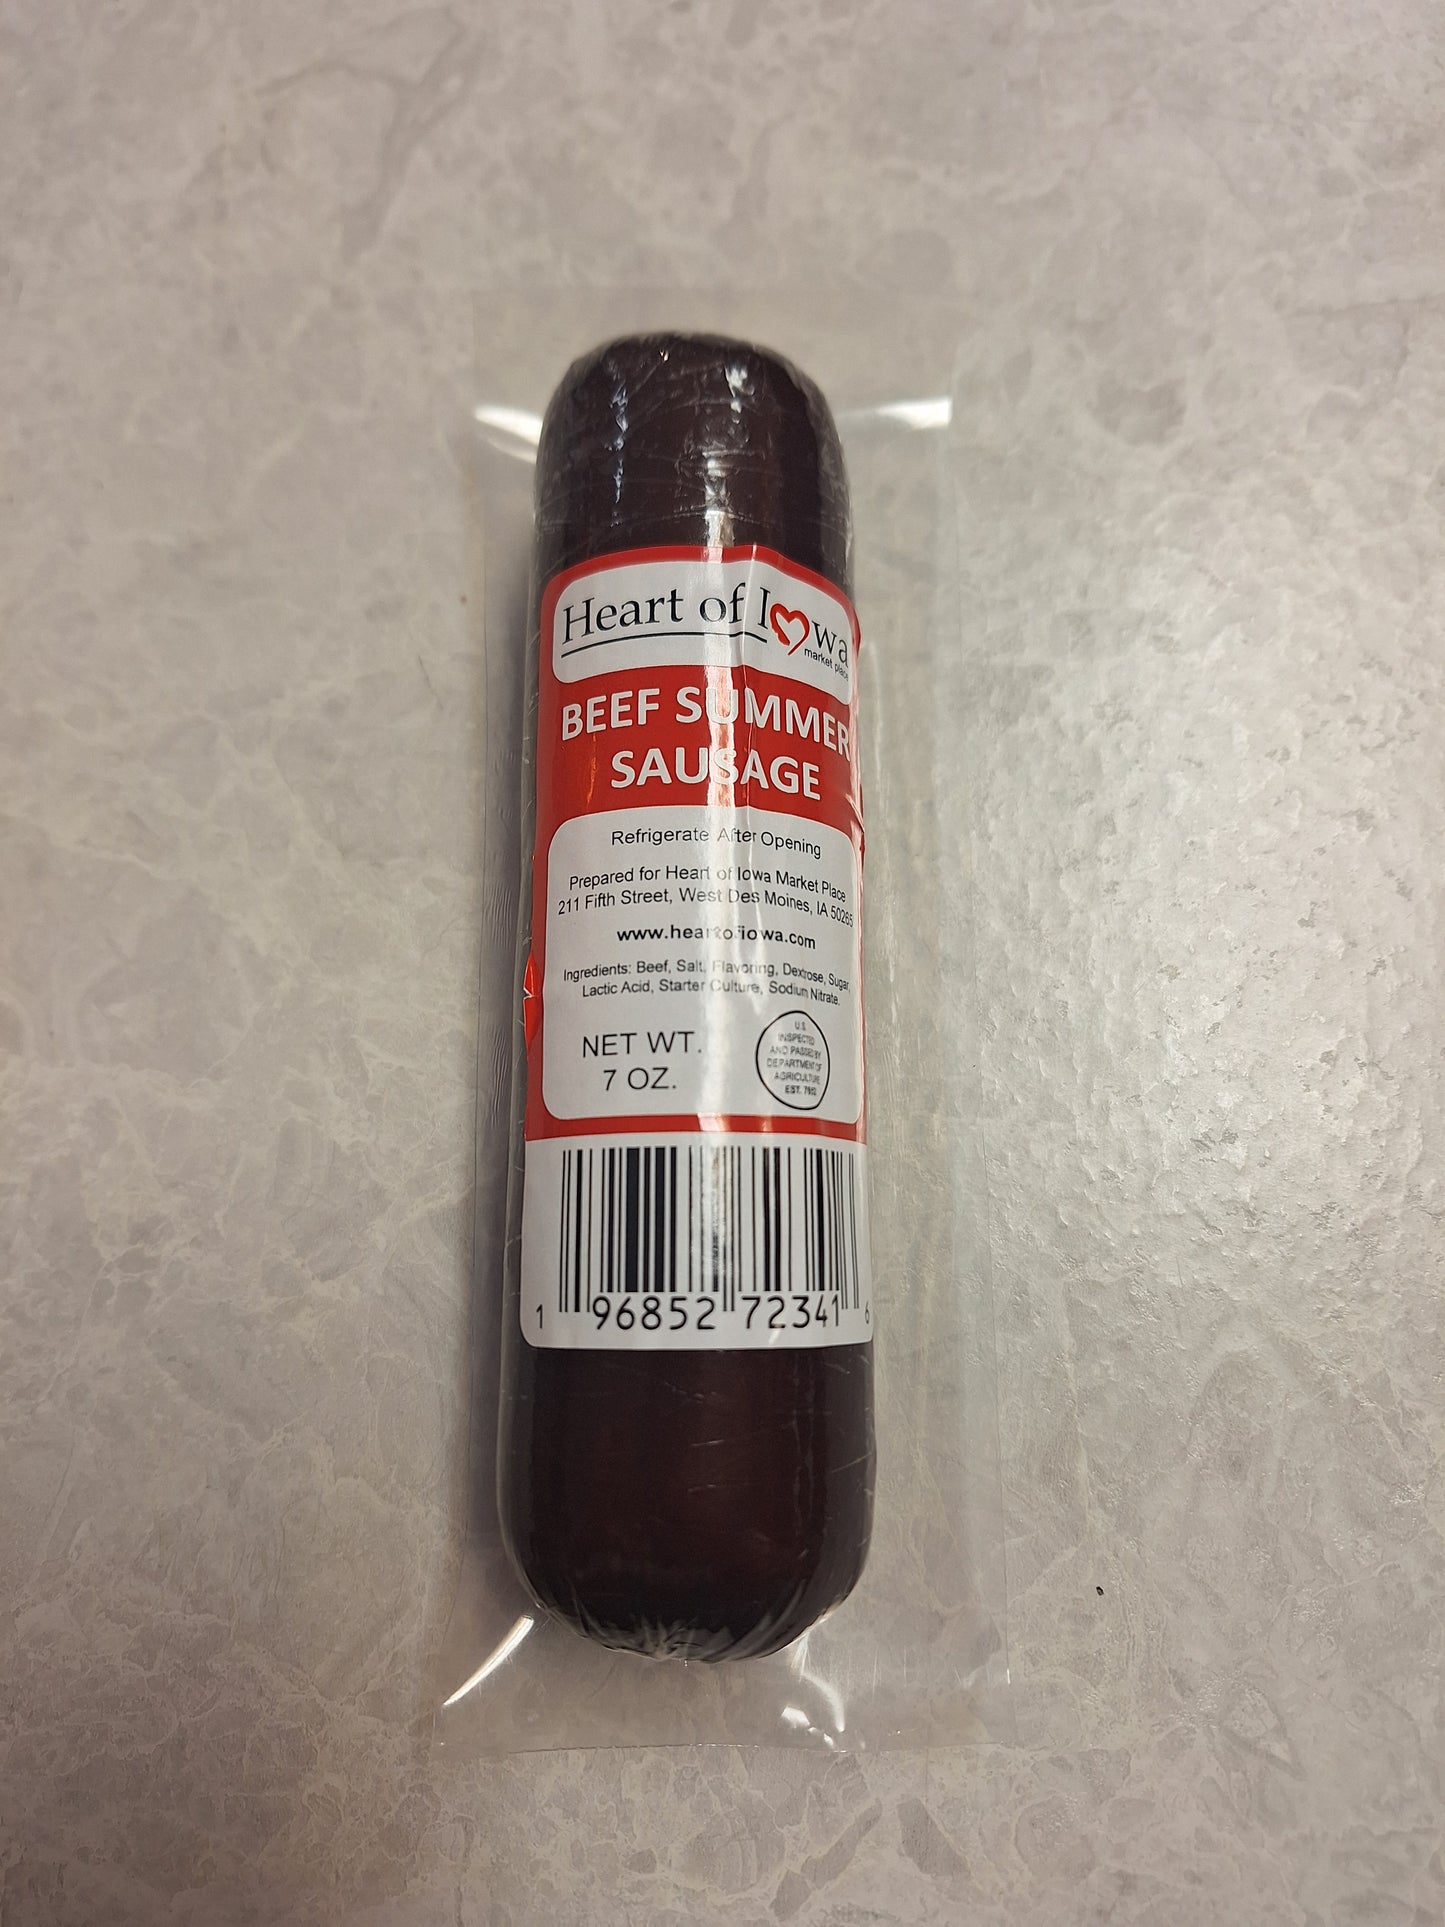 Heart of Iowa
market place
BEEF SUMMER
SAUSAGE
Refrigerate After Opening
Prepared for Heart of Iowa Market Place
211 Fifth Street, West Des Moines, IA 50265
www.heartofiowa.com
Ingredients: Beef, Salt, Flavoring, Dextrose, Sugar,
Lactic Acid, Starter Culture, Sodium Nitrate.
NET WT.
7 OZ.
U.S.
INSPECTED
AND PASSED BY
DEPARTMENT OF
AGRICULTURE
EST.
1 96852 72341 6